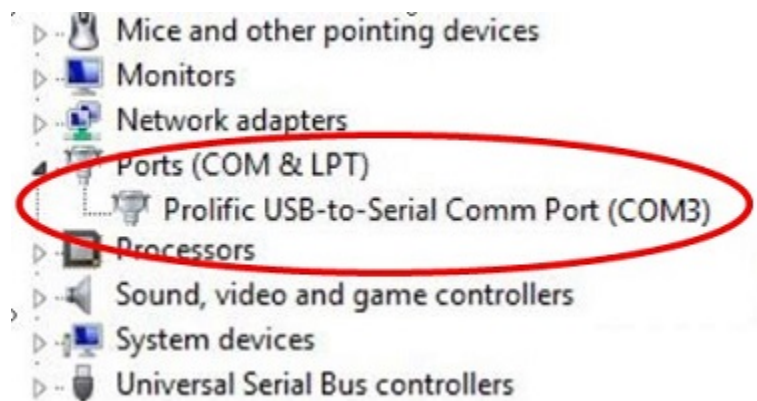 Mice and other pointing devices
Monitors
Network adapters
Ports (COM & LPT)
Prolific USB-to-Serial Comm Port (COM3)
Processors
Sound, video and game controllers
System devices
Universal Serial Bus controllers